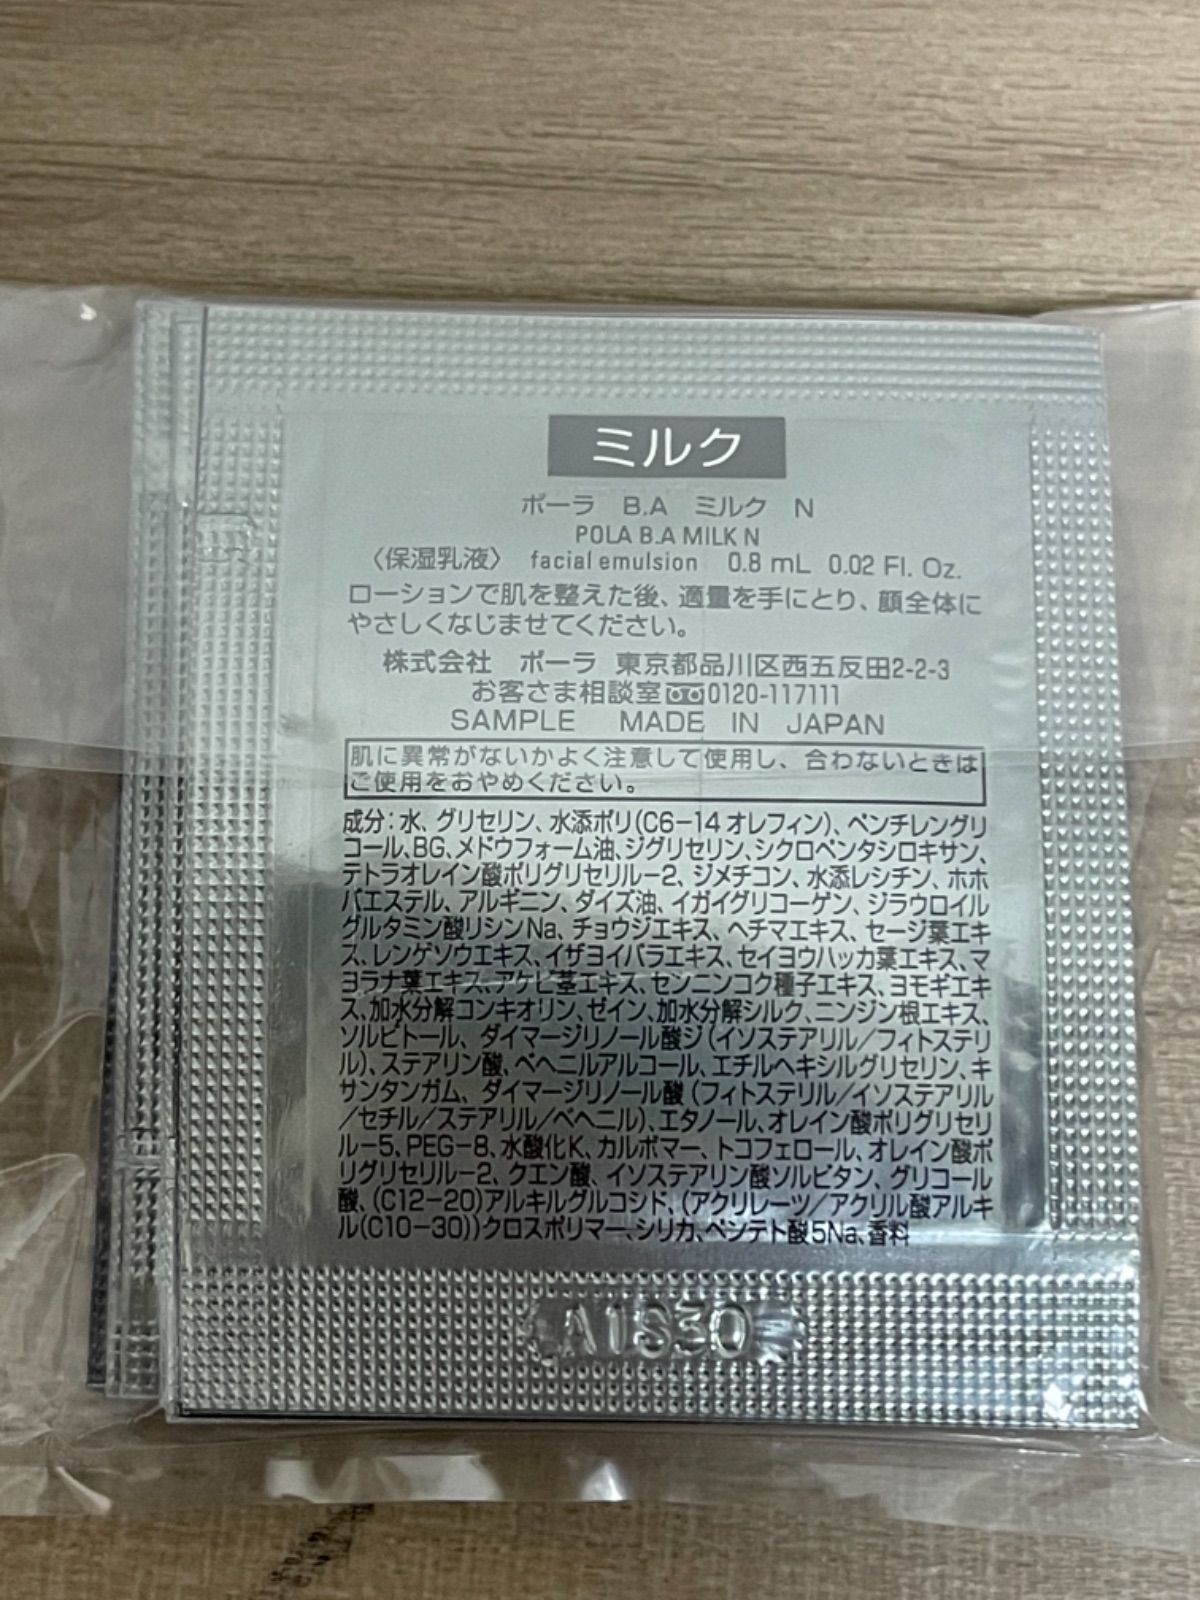 ミルク
ポーラ B.A ミルク N
POLA B.A MILK N
〈保湿乳液〉 facial emulsion 0.8 mL 0.02 Fl. Oz.
ローションで肌を整えた後、適量を手にとり、顔全体に
やさしくなじませてください。
株式会社 ポーラ 東京都品川区西五反田2-2-3
お客さま相談室 0120-117111
SAMPLE MADE IN JAPAN
肌に異常がないかよく注意して使用し、合わないときは
ご使用をおやめください。
成分：水、グリセリン、水添ポリ(C6-14 オレフィン)、ペンチレングリ
コール、BG、メドウフォーム油、ジグリセリン、シクロペンタシロキサン、
テトラオレイン酸ポリグリセリル-2、ジメチコン、水添レシチン、ホホ
バエステル、アルギニン、ダイズ油、イガイグリコーゲン、ジラウロイル
グルタミン酸リシンNa、チョウジエキス、ヘチマエキス、セージ葉エキ
ス、レンゲソウエキス、イザヨイバラエキス、セイヨウハッカ葉エキス、マ
ヨラナ葉エキス、アケビ茎エキス、センニンコク種子エキス、ヨモギエキ
ス、加水分解コンキオリン、ゼイン、加水分解シルク、ニンジン根エキス、
ソルビトール、ダイマージリノール酸ジ(イソステアリル/フィトステリ
ル)、ステアリン酸、ベヘニルアルコール、エチルヘキシルグリセリン、キ
サンタンガム、ダイマージリノール酸(フィトステリル/イソステアリル
/セチル/ステアリル/ベヘニル)、エタノール、オレイン酸ポリグリセリ
ル-5、PEG-8、水酸化K、カルボマー、トコフェロール、オレイン酸ポ
リグリセリル-2、クエン酸、イソステアリン酸ソルビタン、グリコール
酸、(C12-20)アルキルグルコシド、(アクリレーツ/アクリル酸アルキ
ル(C10-30))クロスポリマー、シリカ、ペンテト酸5Na、香料
A1S30